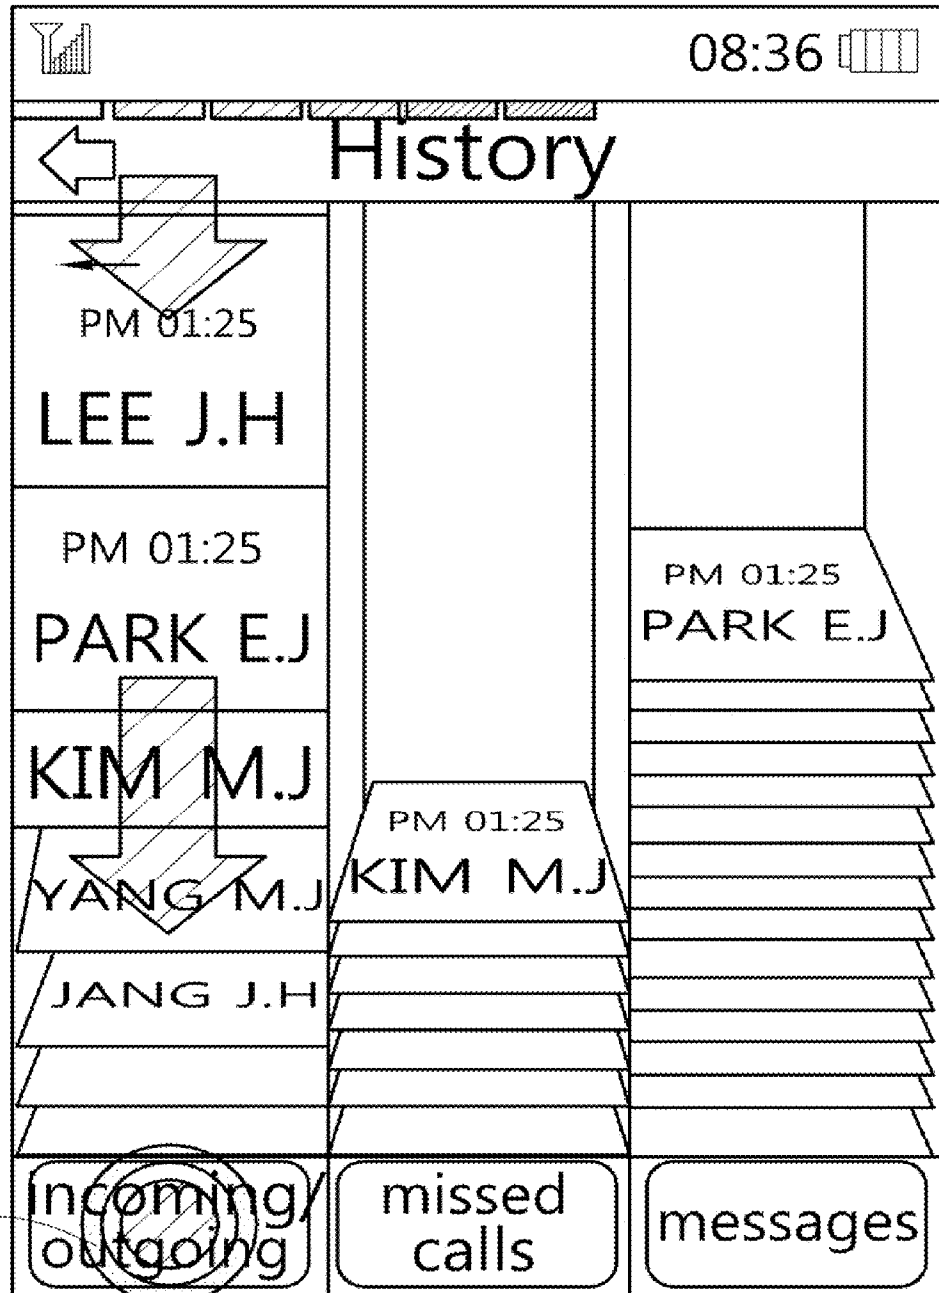 08:36
History
PM 01:25
LEE J.H
PM 01:25
PARK E.J
KIM M.J
YANG M.J
JANG J.H
incoming/
outgoing
PM 01:25
KIM M.J
missed
calls
PM 01:25
PARK E.J
messages